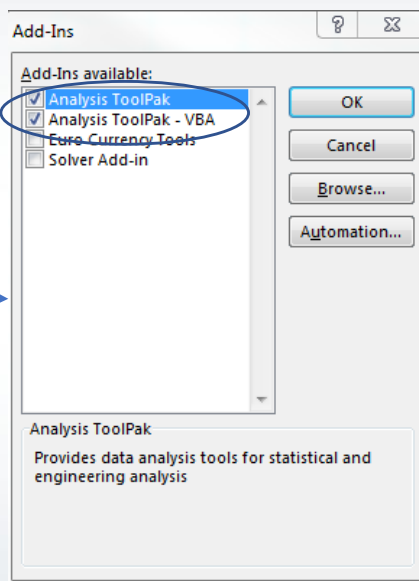 Add-Ins
Add-Ins available:
Analysis ToolPak
Analysis ToolPak - VBA
Euro Currency Tools
Solver Add-in
OK
Cancel
Browse...
Automation...
Analysis ToolPak
Provides data analysis tools for statistical and
engineering analysis